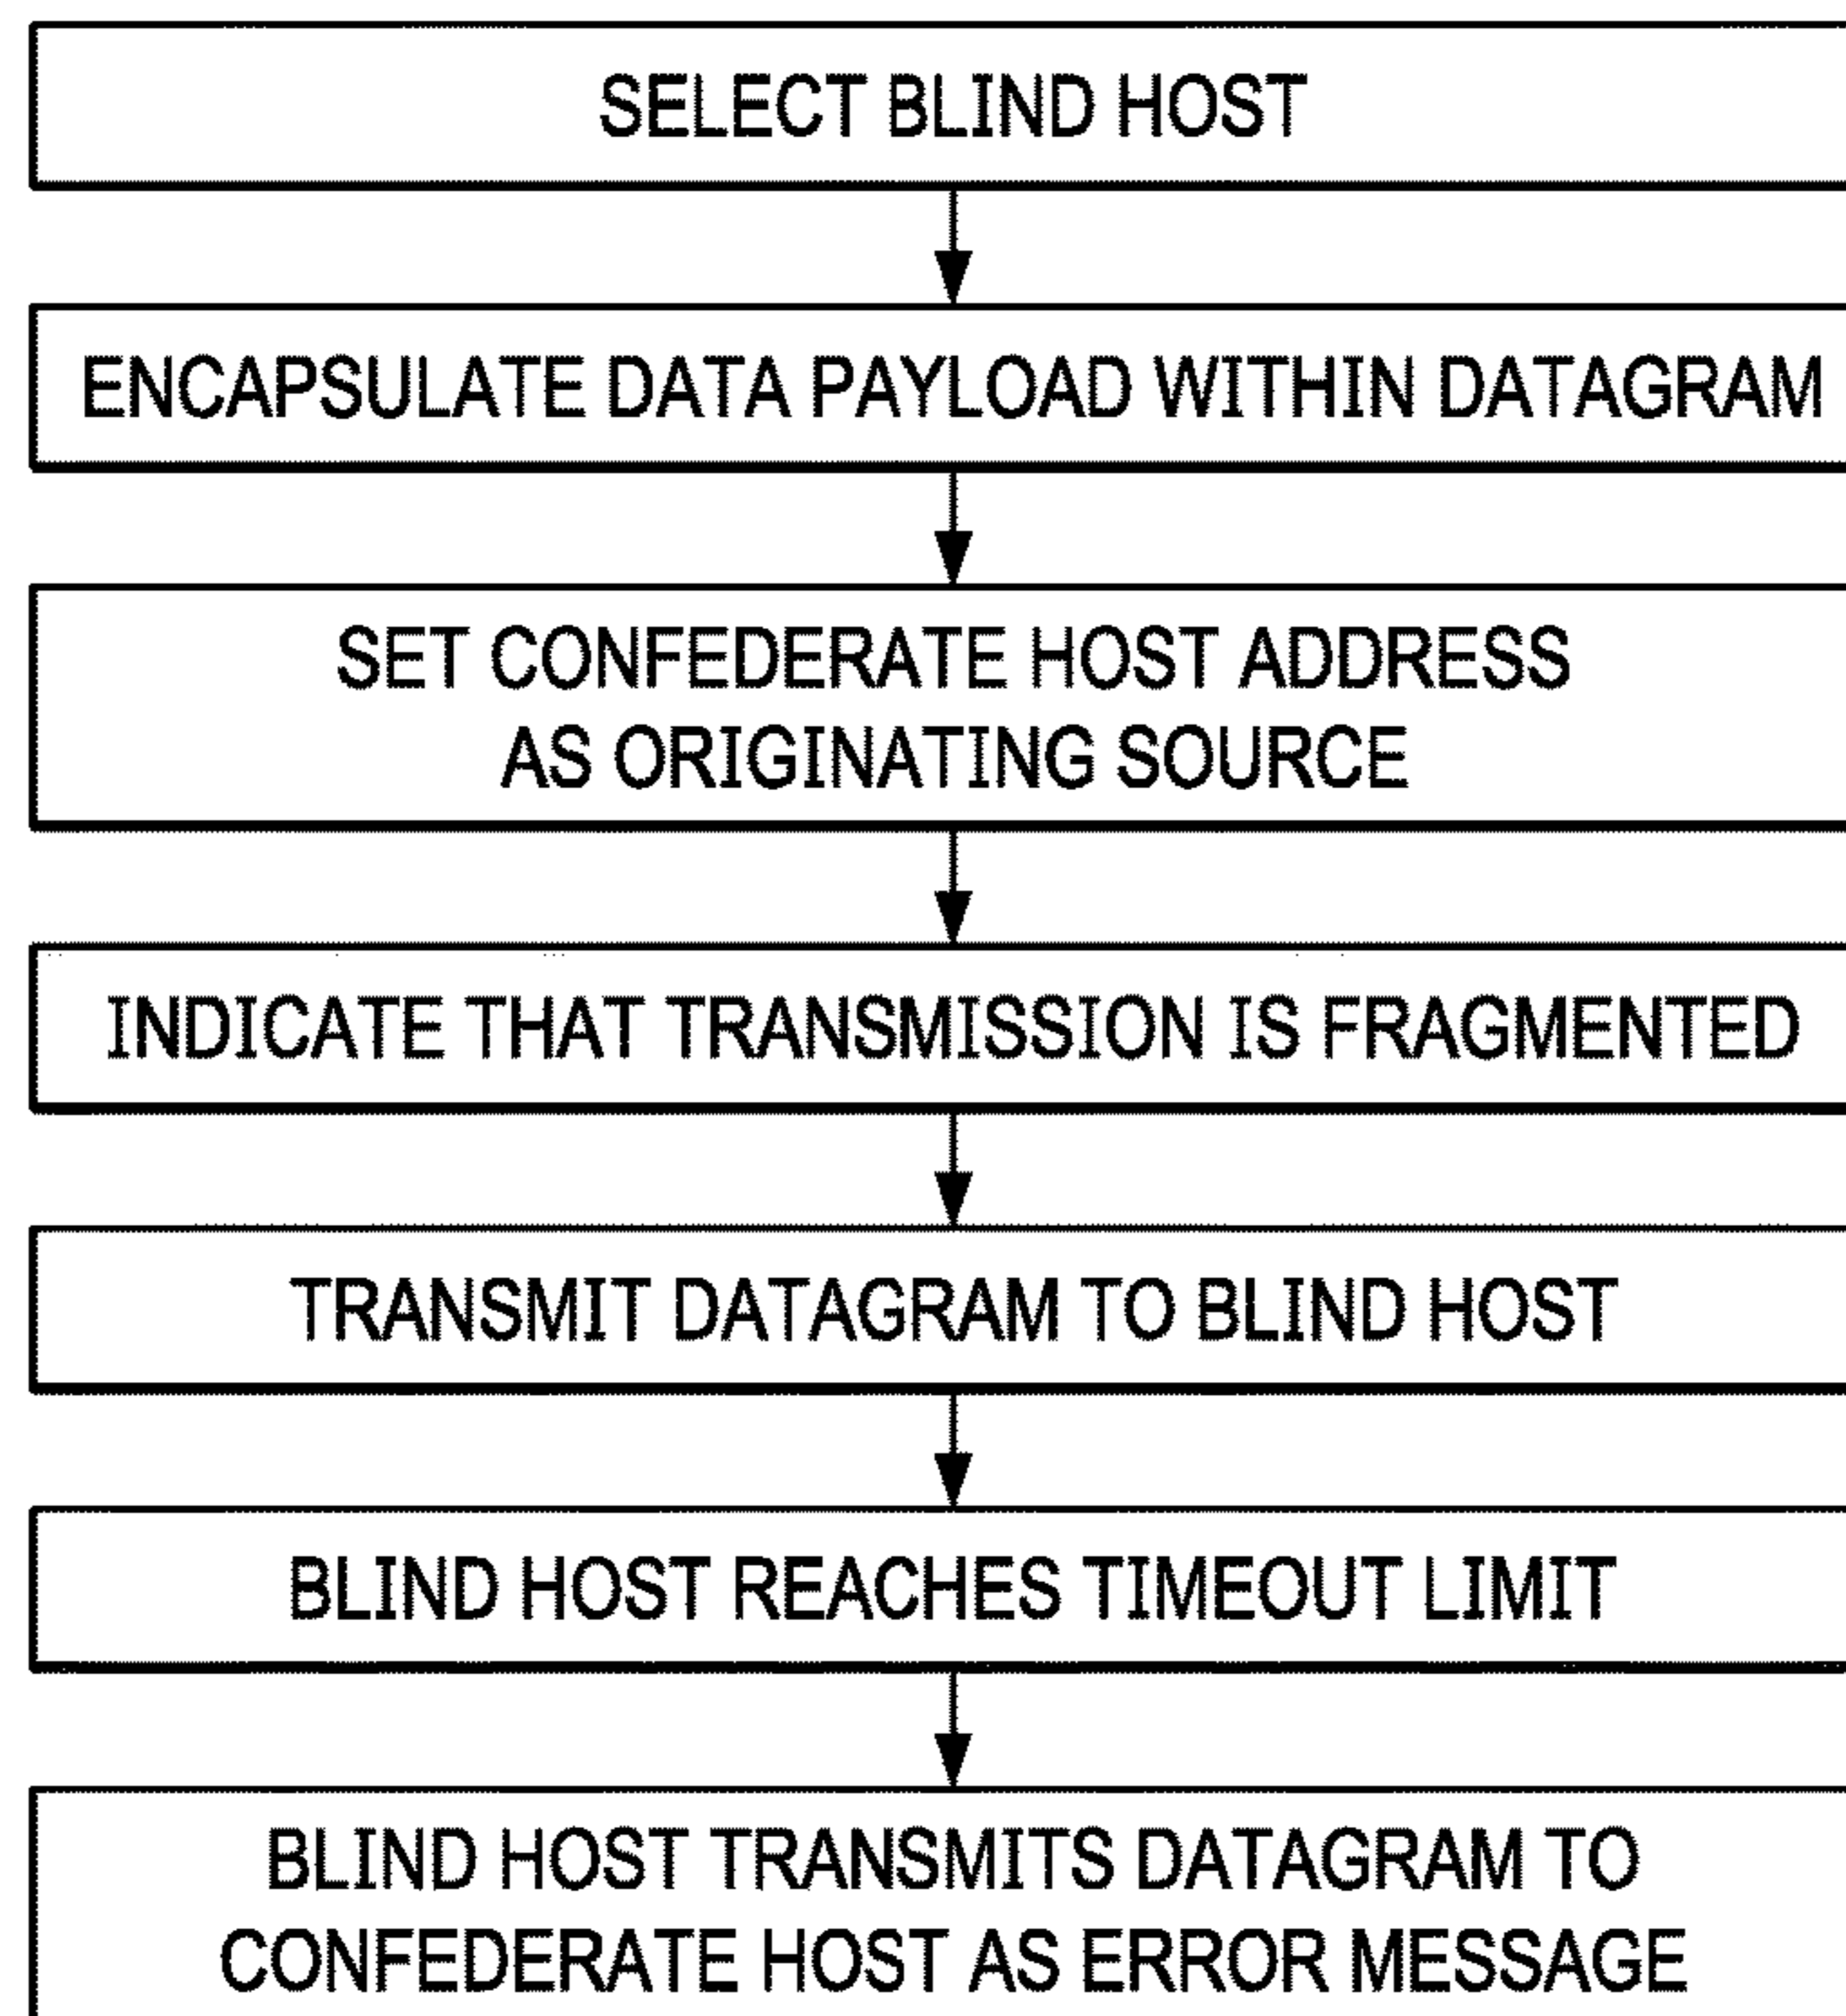 SELECT BLIND HOST
ENCAPSULATE DATA PAYLOAD WITHIN DATAGRAM
SET CONFEDERATE HOST ADDRESS
AS ORIGINATING SOURCE
INDICATE THAT TRANSMISSION IS FRAGMENTED
TRANSMIT DATAGRAM TO BLIND HOST
BLIND HOST REACHES TIMEOUT LIMIT
BLIND HOST TRANSMITS DATAGRAM TO
CONFEDERATE HOST AS ERROR MESSAGE